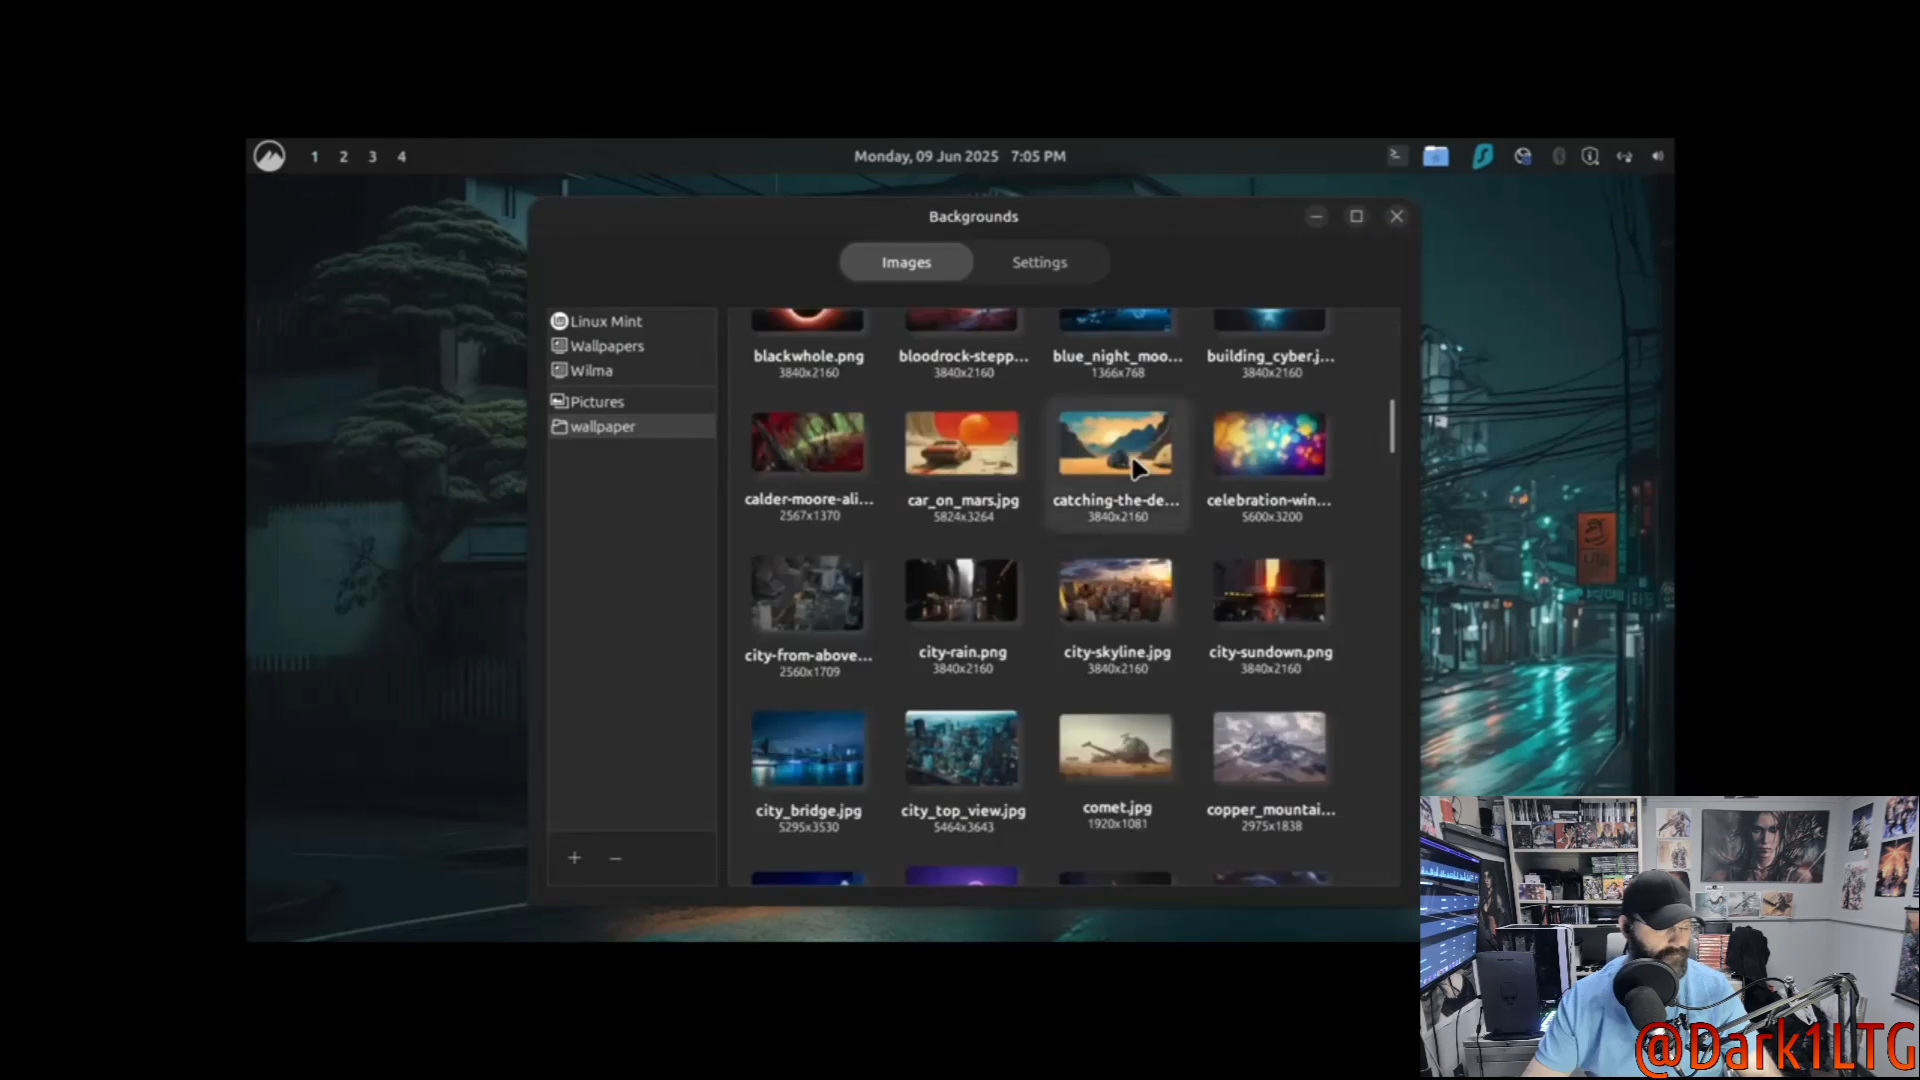 1 2 3 4
Monday, 09 Jun 2025 7:05 PM
Backgrounds
Images
Settings
Linux Mint
Wallpapers
Wilma
Pictures
wallpaper
blackwhole.png
3840x2160
bloodrock-stepp...
3840x2160
blue_night_moo...
1366x768
building_cyber.j...
3840x2160
calder-moore-ali...
2567x1370
car_on_mars.jpg
5824x3264
catching-the-de...
3840x2160
celebration-win...
5600x3200
city-from-above...
2560x1709
city-rain.png
3840x2160
city-skyline.jpg
3840x2160
city-sundown.png
3840x2160
city_bridge.jpg
5295x3530
city_top_view.jpg
5464x3643
comet.jpg
1920x1081
copper_mountai...
2975x1838
@Dark1LTG